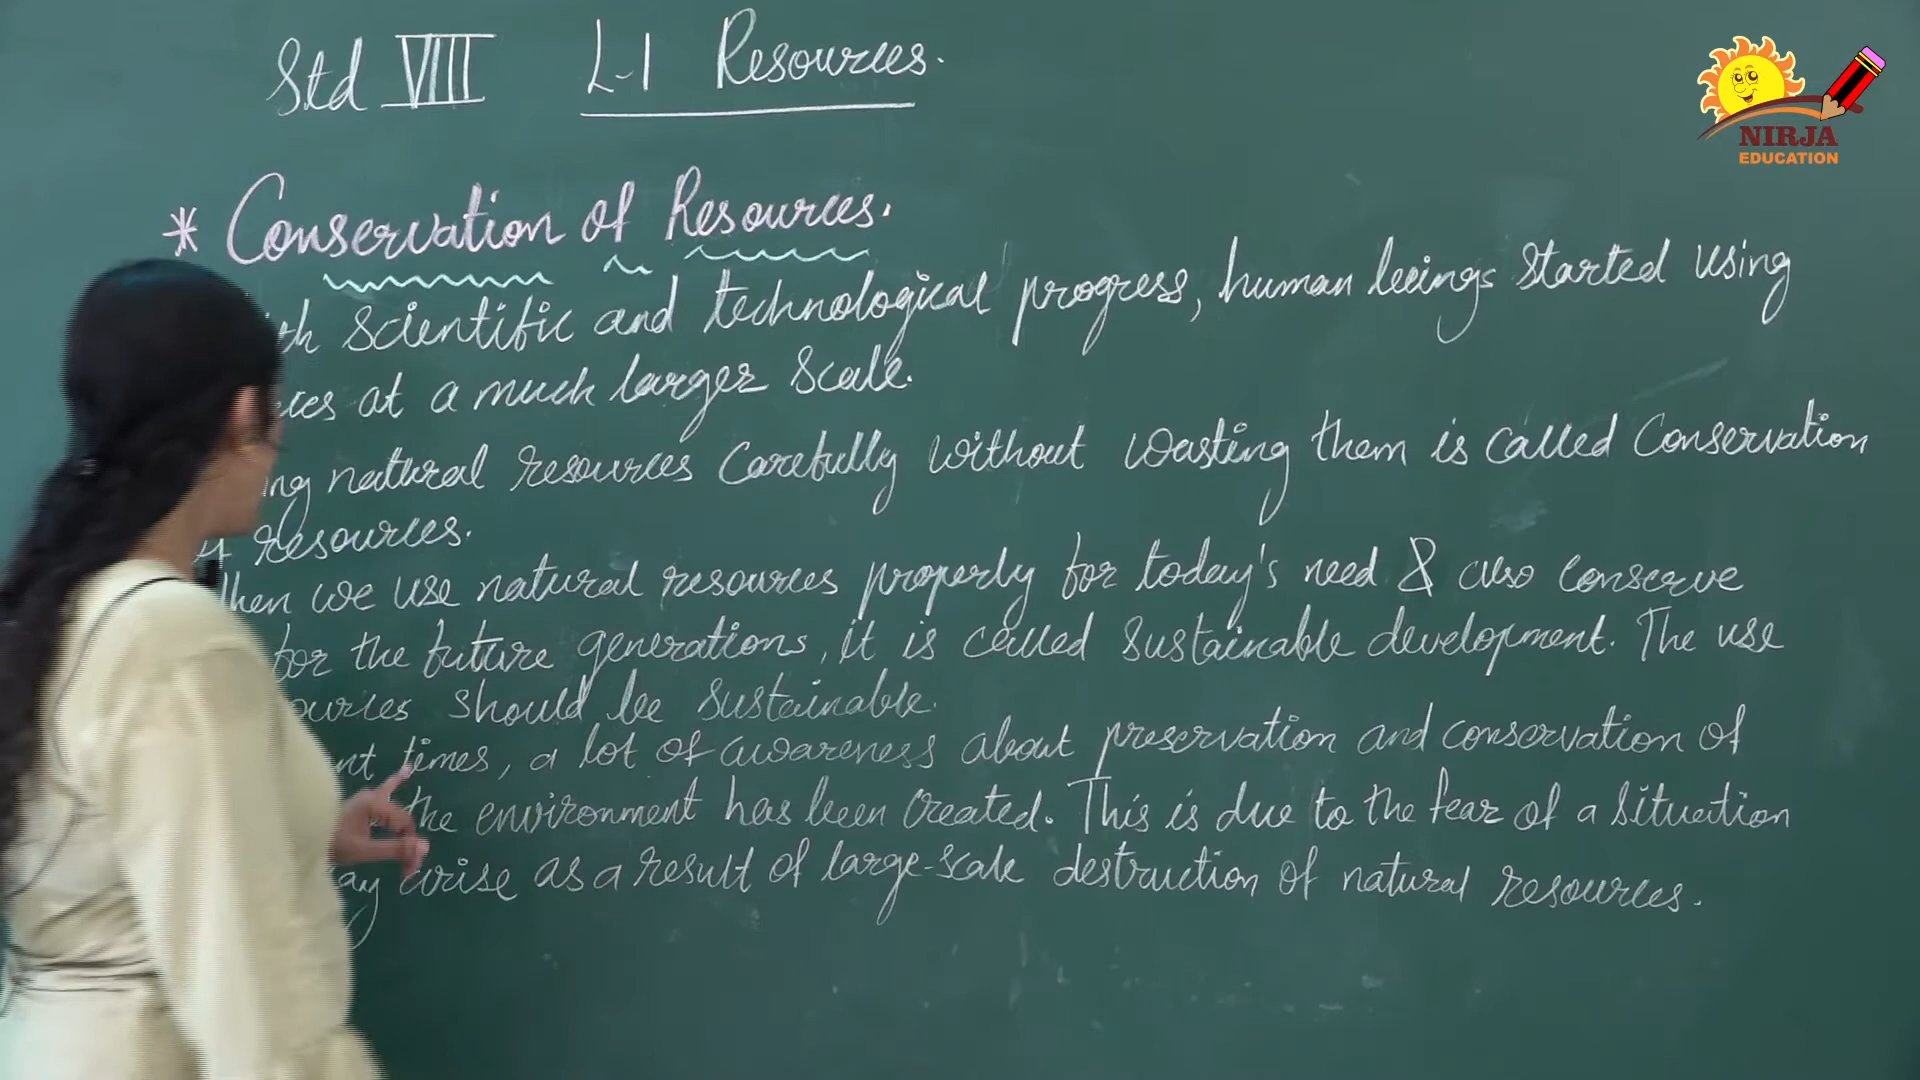 Std VIII L-1 Resources.
NIRJA
EDUCATION
* Conservation of Resources.
scientific and technological progress, human beings started using
at a much larger scale.
natural resources carefully without wasting them is called Conservation
resources.
we use natural resources properly for today's need & also conserve
for the future generations, it is called sustainable development. The use
should be sustainable.
times, a lot of awareness about preservation and conservation of
the environment has been created. This is due to the fear of a situation
arise as a result of large-scale destruction of natural resources.